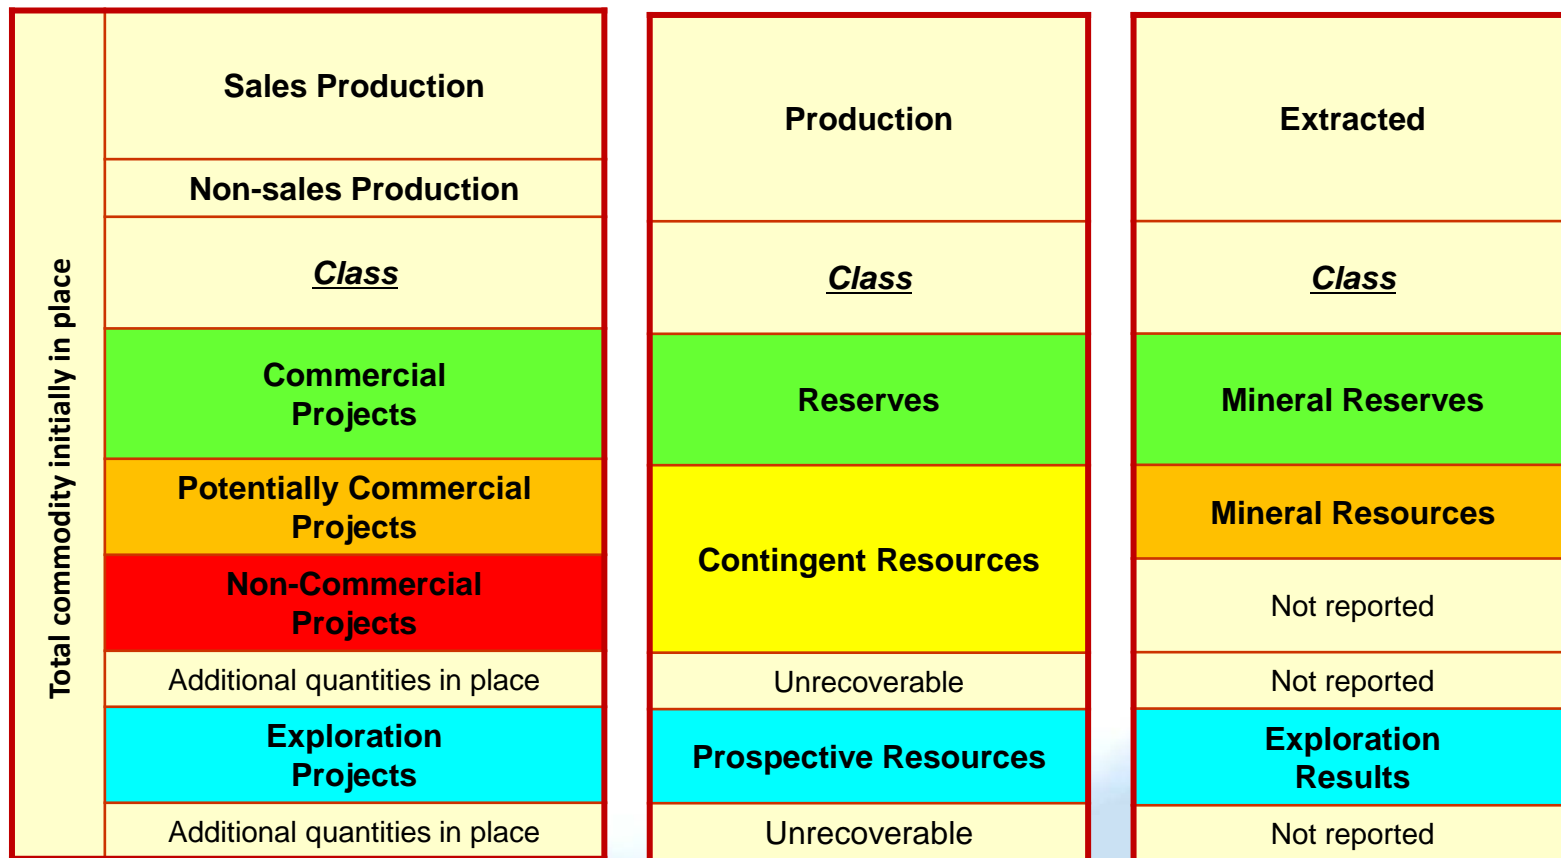 Total commodity initially in place
Sales Production
Non-sales Production
Class
Commercial
Projects
Potentially Commercial
Projects
Non-Commercial
Projects
Additional quantities in place
Exploration
Projects
Additional quantities in place
Production
Class
Reserves
Contingent Resources
Unrecoverable
Prospective Resources
Unrecoverable
Extracted
Class
Mineral Reserves
Mineral Resources
Not reported
Not reported
Exploration
Results
Not reported